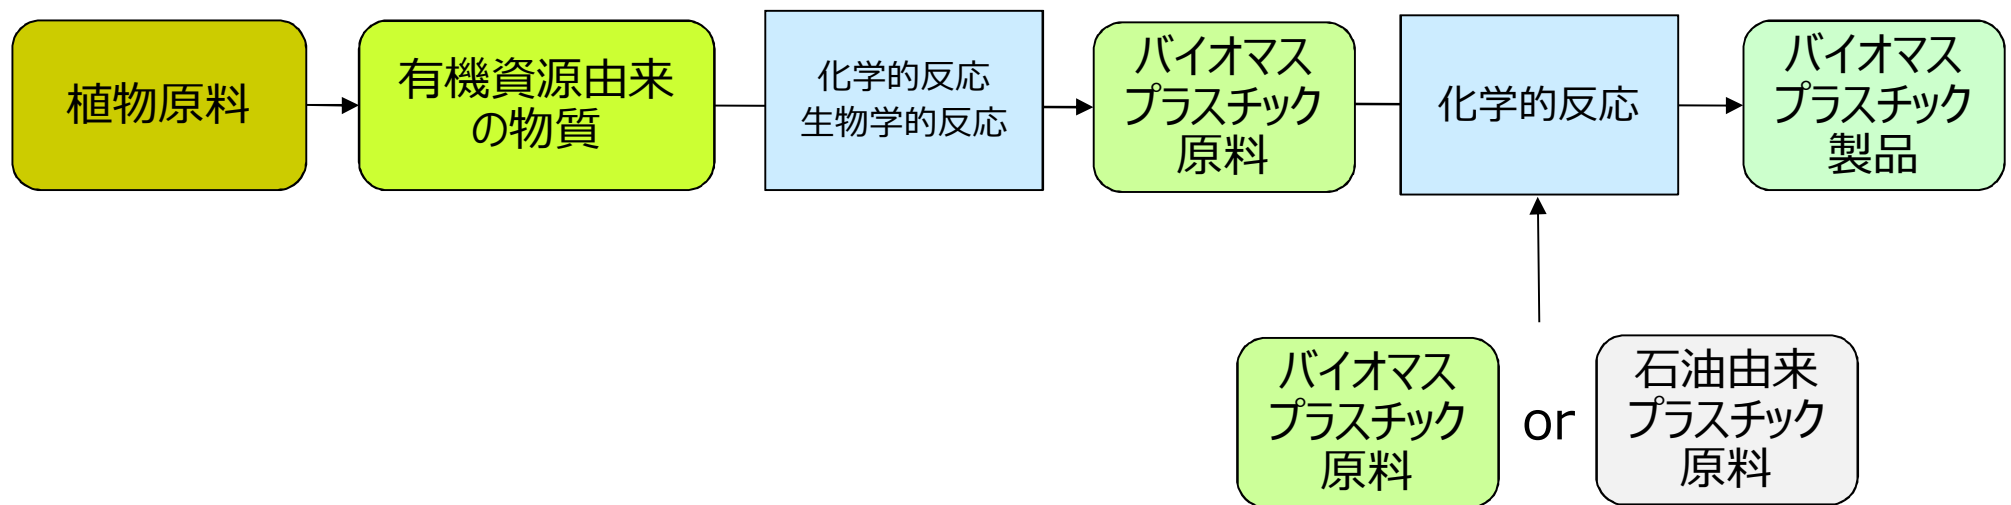 植物原料
有機資源由来
の物質
化学的反応
生物学的反応
バイオマス
プラスチック
原料
化学的反応
バイオマス
プラスチック
製品
バイオマス
プラスチック
原料
or
石油由来
プラスチック
原料